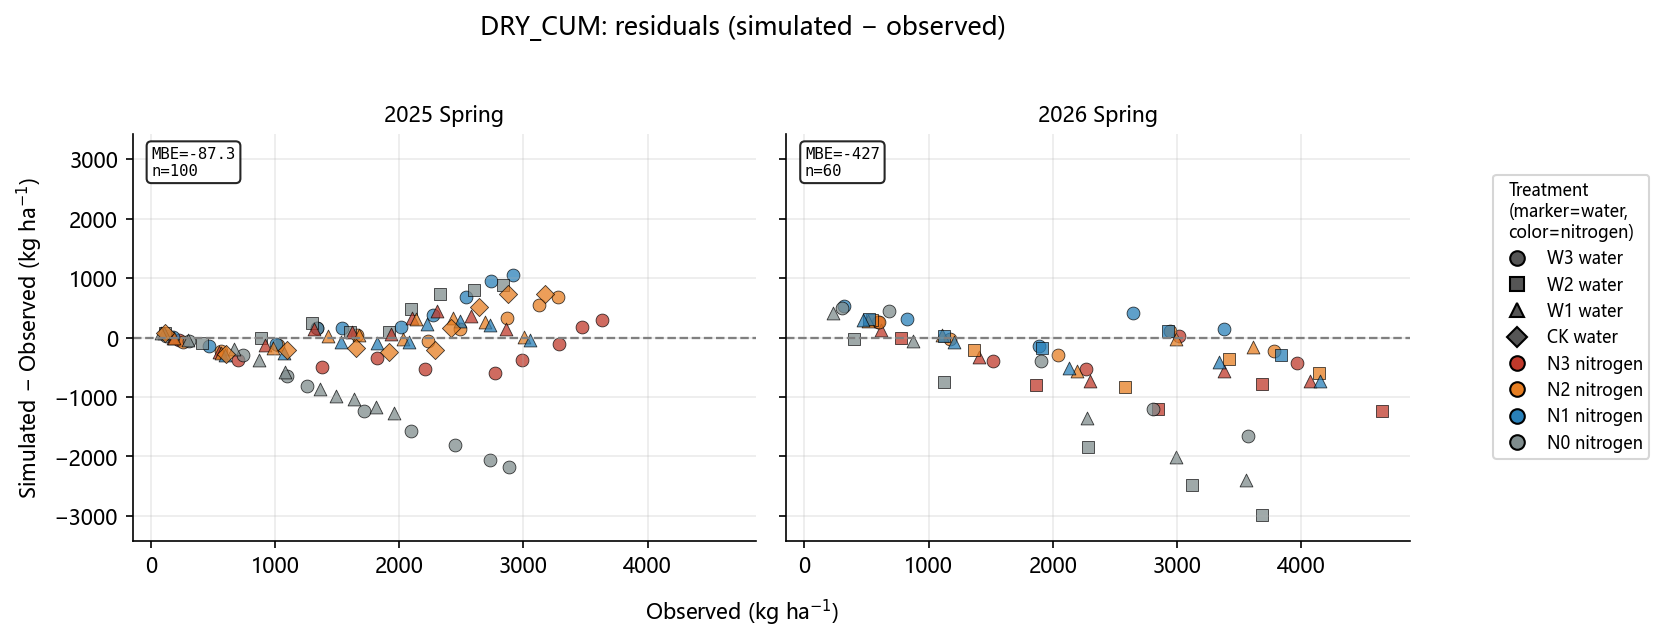 DRY_CUM: residuals (simulated − observed)
2025 Spring
2026 Spring
MBE=-87.3
n=100
MBE=-427
n=60
Simulated − Observed (kg ha⁻¹)
3000
2000
1000
0
−1000
−2000
−3000
0 1000 2000 3000 4000
0 1000 2000 3000 4000
Observed (kg ha⁻¹)
Treatment
(marker=water,
color=nitrogen)
W3 water
W2 water
W1 water
CK water
N3 nitrogen
N2 nitrogen
N1 nitrogen
N0 nitrogen